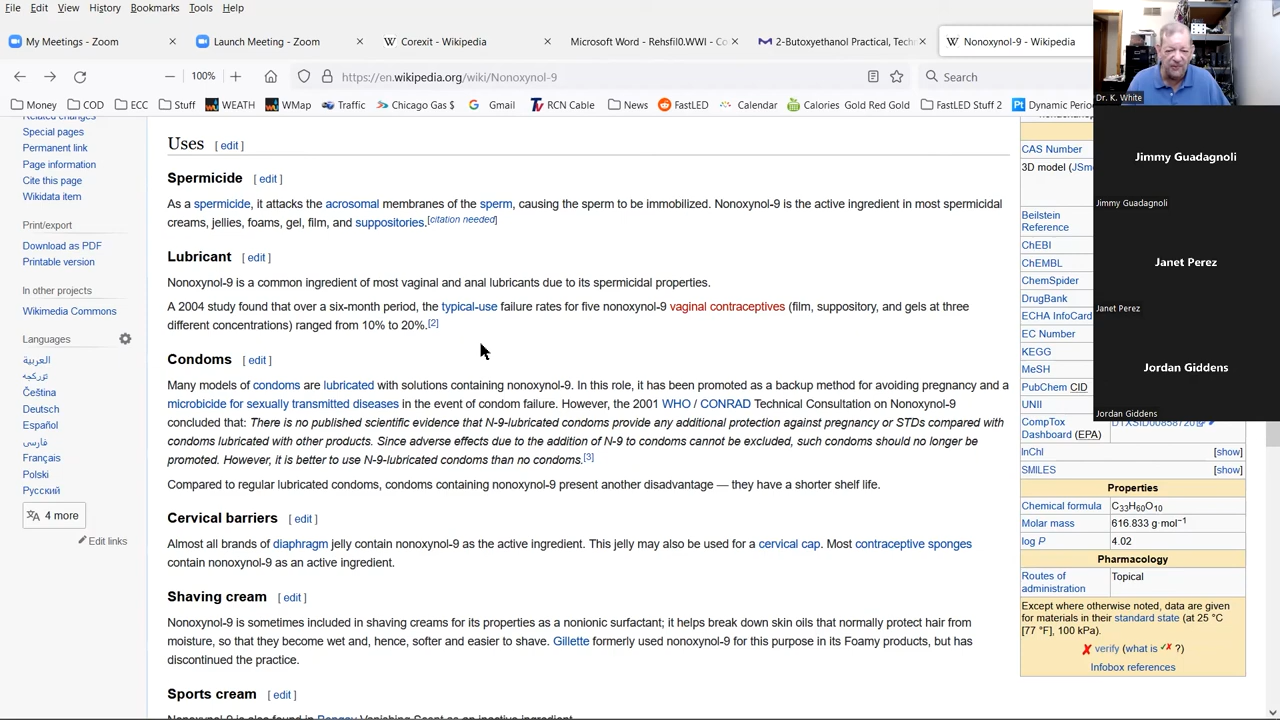 File Edit View History Bookmarks Tools Help
My Meetings - Zoom
Launch Meeting - Zoom
Corexit - Wikipedia
Microsoft Word - Rehsfil0.WWI - Co
2-Butoxyethanol Practical, Techn
Nonoxynol-9 - Wikipedia
100%
https://en.wikipedia.org/wiki/Nonoxynol-9
Search
Money COD ECC Stuff WEATH WMap Traffic Chicago Gas $ Gmail RCN Cable News FastLED Calendar Calories Gold Red Gold FastLED Stuff 2 Dynamic Perio
Related changes
Special pages
Permanent link
Page information
Cite this page
Wikidata item
Print/export
Download as PDF
Printable version
In other projects
Wikimedia Commons
Languages
العربية
تۆرکجه
Čeština
Deutsch
Español
فارسی
Français
Polski
Русский
4 more
Edit links
Uses [ edit ]
Spermicide [ edit ]
As a spermicide, it attacks the acrosomal membranes of the sperm, causing the sperm to be immobilized. Nonoxynol-9 is the active ingredient in most spermicidal
creams, jellies, foams, gel, film, and suppositories.[citation needed]
Lubricant [ edit ]
Nonoxynol-9 is a common ingredient of most vaginal and anal lubricants due to its spermicidal properties.
A 2004 study found that over a six-month period, the typical-use failure rates for five nonoxynol-9 vaginal contraceptives (film, suppository, and gels at three
different concentrations) ranged from 10% to 20%.[2]
Condoms [ edit ]
Many models of condoms are lubricated with solutions containing nonoxynol-9. In this role, it has been promoted as a backup method for avoiding pregnancy and a
microbicide for sexually transmitted diseases in the event of condom failure. However, the 2001 WHO / CONRAD Technical Consultation on Nonoxynol-9
concluded that: There is no published scientific evidence that N-9-lubricated condoms provide any additional protection against pregnancy or STDs compared with
condoms lubricated with other products. Since adverse effects due to the addition of N-9 to condoms cannot be excluded, such condoms should no longer be
promoted. However, it is better to use N-9-lubricated condoms than no condoms.[3]
Compared to regular lubricated condoms, condoms containing nonoxynol-9 present another disadvantage — they have a shorter shelf life.
Cervical barriers [ edit ]
Almost all brands of diaphragm jelly contain nonoxynol-9 as the active ingredient. This jelly may also be used for a cervical cap. Most contraceptive sponges
contain nonoxynol-9 as an active ingredient.
Shaving cream [ edit ]
Nonoxynol-9 is sometimes included in shaving creams for its properties as a nonionic surfactant; it helps break down skin oils that normally protect hair from
moisture, so that they become wet and, hence, softer and easier to shave. Gillette formerly used nonoxynol-9 for this purpose in its Foamy products, but has
discontinued the practice.
Sports cream [ edit ]
Nonoxynol-9 is also found in Bengay Vanishing Scent as an inactive ingredient.
CAS Number
3D model (JSm
Beilstein
Reference
ChEBI
ChEMBL
ChemSpider
DrugBank
ECHA InfoCard
EC Number
KEGG
MeSH
PubChem CID
UNII
CompTox
Dashboard (EPA)
InChI [show]
SMILES [show]
Properties
Chemical formula C33H60O10
Molar mass 616.833 g·mol−1
log P 4.02
Pharmacology
Routes of
administration
Topical
Except where otherwise noted, data are given
for materials in their standard state (at 25 °C
[77 °F], 100 kPa).
verify (what is ?)
Infobox references
Dr. K. White
Jimmy Guadagnoli
Jimmy Guadagnoli
Janet Perez
Janet Perez
Jordan Giddens
Jordan Giddens